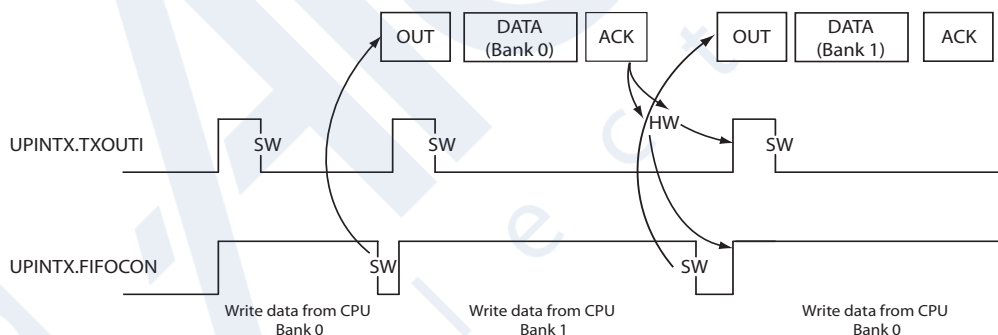 OUT
DATA
(Bank 0)
ACK
OUT
DATA
(Bank 1)
ACK
HW
UPINTX.TXOUTI
SW
SW
SW
UPINTX.FIFOCON
SW
SW
Write data from CPU
Bank 0
Write data from CPU
Bank 1
Write data from CPU
Bank 0